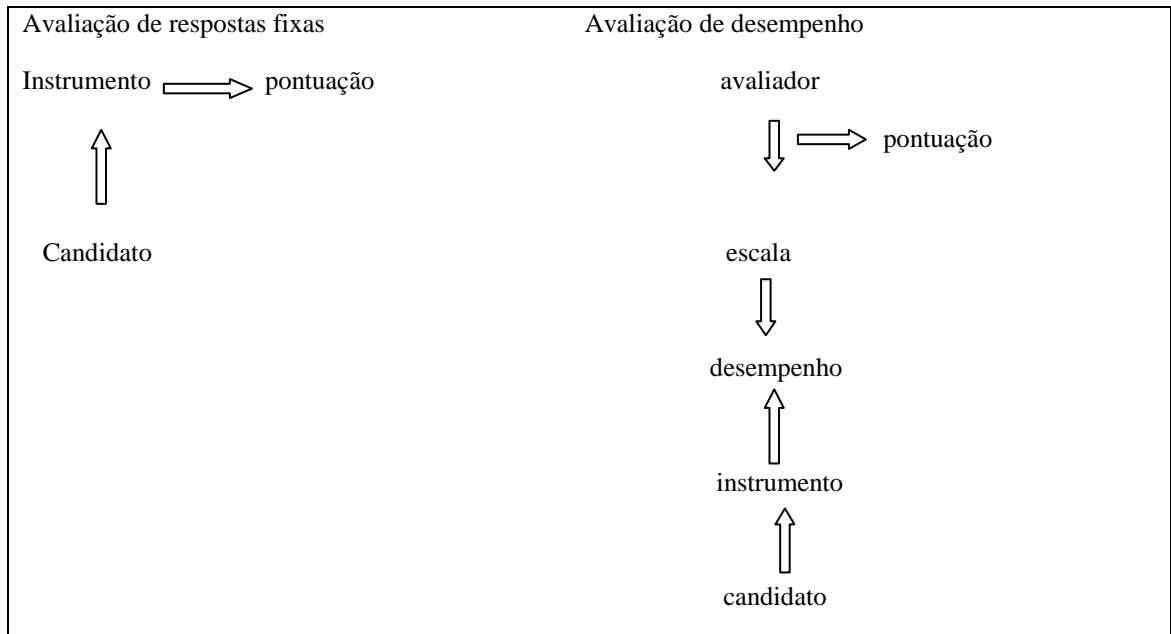 Avaliação de respostas fixas
Instrumento pontuação
Candidato
Avaliação de desempenho
avaliador
pontuação
escala
desempenho
instrumento
candidato